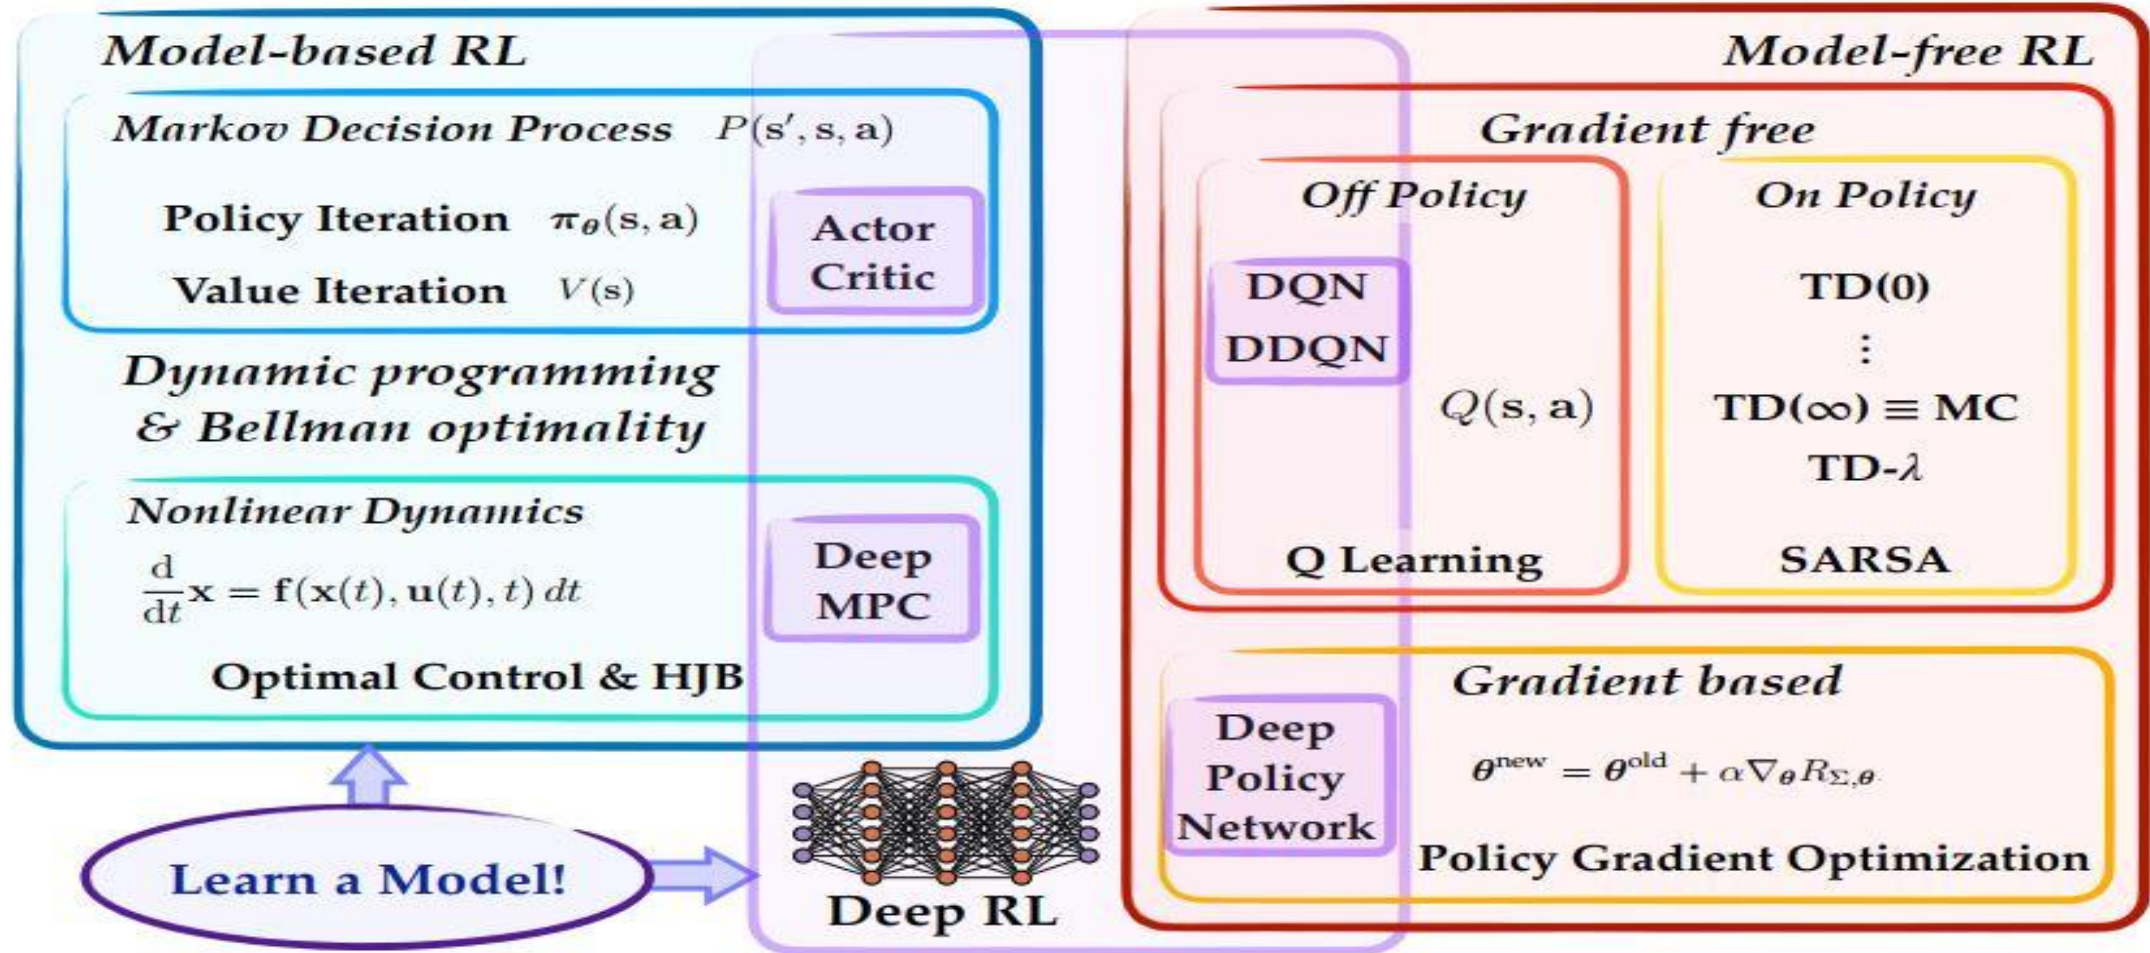 Model-based RL
Markov Decision Process P(s′, s, a)
Policy Iteration π_θ(s, a)
Value Iteration V(s)
Actor
Critic
Dynamic programming
& Bellman optimality
Nonlinear Dynamics
d/dt x = f(x(t), u(t), t) dt
Deep
MPC
Optimal Control & HJB
Learn a Model!
Deep RL
Model-free RL
Gradient free
Off Policy
DQN
DDQN
Q(s, a)
Q Learning
On Policy
TD(0)
⋮
TD(∞) ≡ MC
TD-λ
SARSA
Gradient based
Deep
Policy
Network
θ^new = θ^old + α∇_θ R_Σ,θ
Policy Gradient Optimization